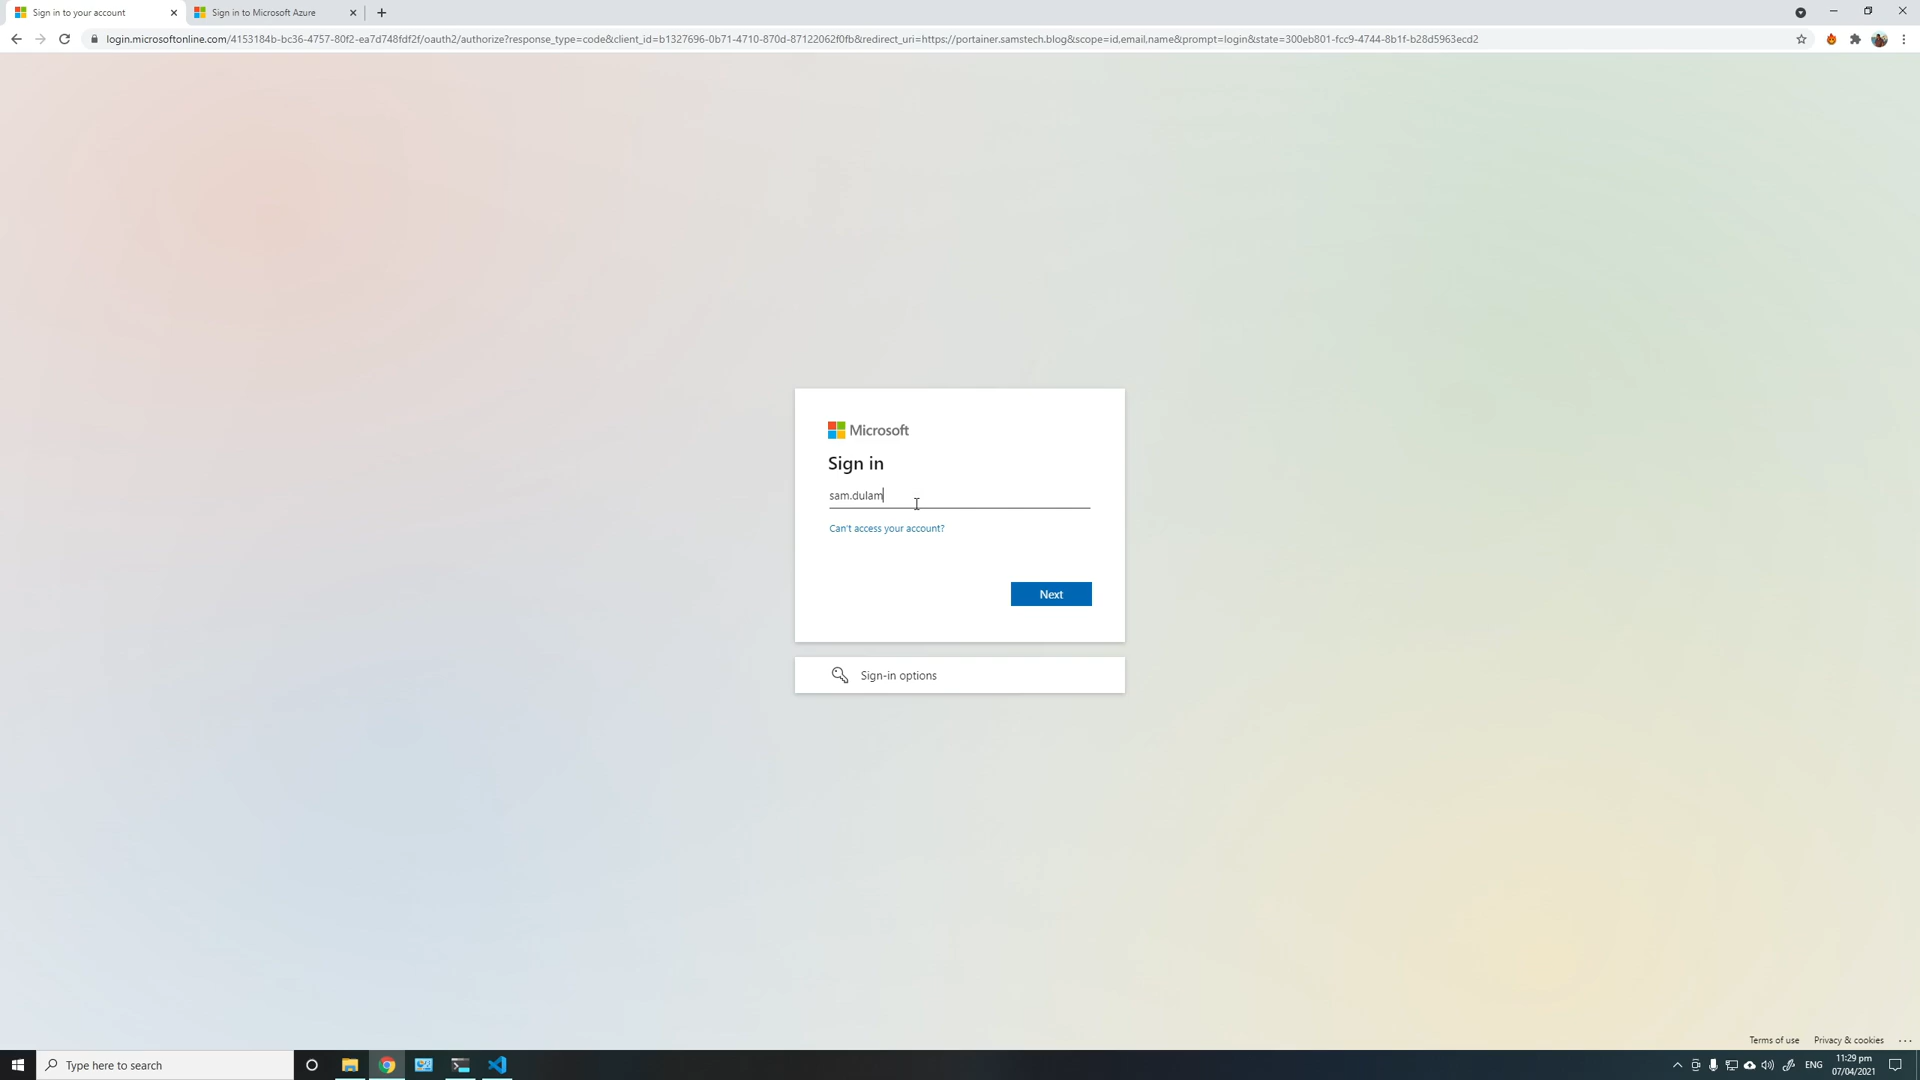 Sign in to your account
Sign in to Microsoft Azure
login.microsoftonline.com/4153184b-bc36-4757-80f2-ea7d748fdf2f/oauth2/authorize?response_type=code&client_id=b1327696-0b71-4710-870d-87122062f0fb&redirect_uri=https://portainer.samstech.blog&scope=id,email,name&prompt=login&state=300eb801-fcc9-4744-8b1f-b28d5963ecd2
Microsoft
Sign in
sam.dulam
Can't access your account?
Next
Sign-in options
Terms of use Privacy & cookies ...
Type here to search
ENG
11:29 pm
07/04/2021